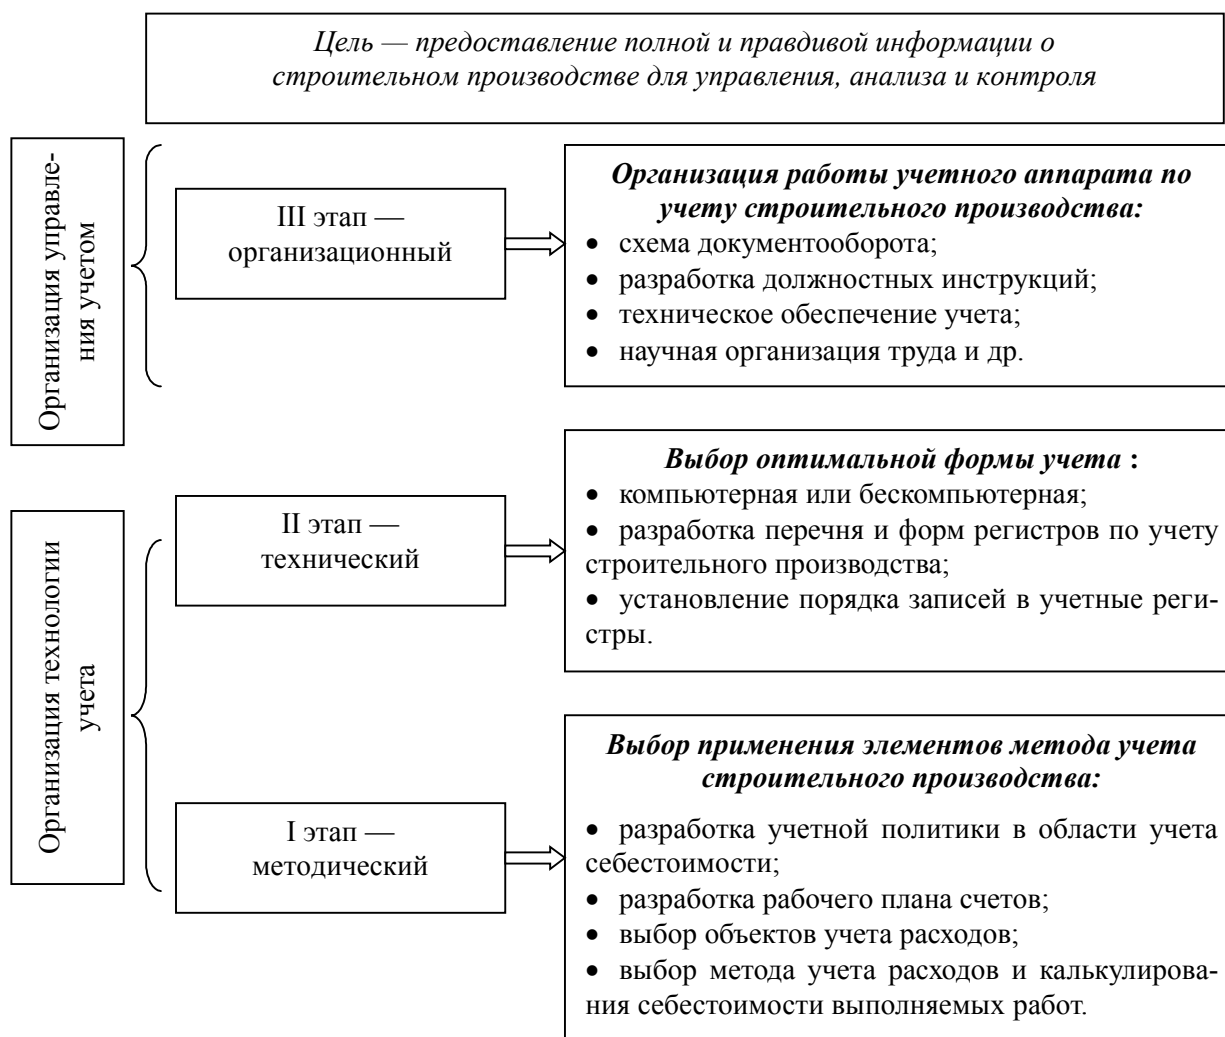 Цель — предоставление полной и правдивой информации о
строительном производстве для управления, анализа и контроля
Организация управле-
ния учетом
III этап —
организационный
Организация работы учетного аппарата по
учету строительного производства:
• схема документооборота;
• разработка должностных инструкций;
• техническое обеспечение учета;
• научная организация труда и др.
Организация технологии
учета
II этап —
технический
Выбор оптимальной формы учета :
• компьютерная или бескомпьютерная;
• разработка перечня и форм регистров по учету
строительного производства;
• установление порядка записей в учетные реги-
стры.
I этап —
методический
Выбор применения элементов метода учета
строительного производства:
• разработка учетной политики в области учета
себестоимости;
• разработка рабочего плана счетов;
• выбор объектов учета расходов;
• выбор метода учета расходов и калькулирова-
ния себестоимости выполняемых работ.